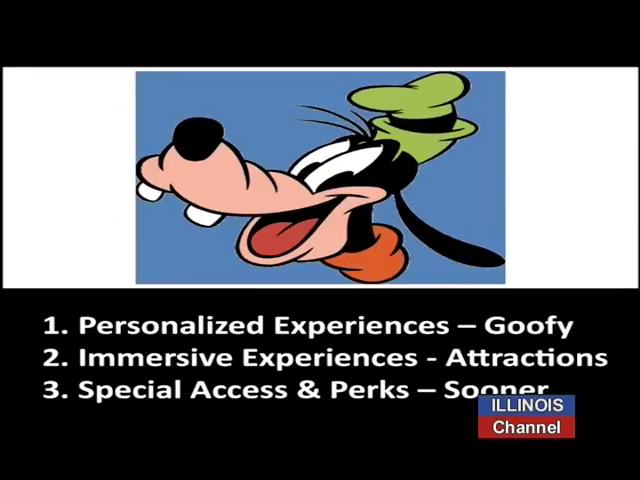 1. Personalized Experiences – Goofy
2. Immersive Experiences - Attractions
3. Special Access & Perks – Sooner
ILLINOIS
Channel